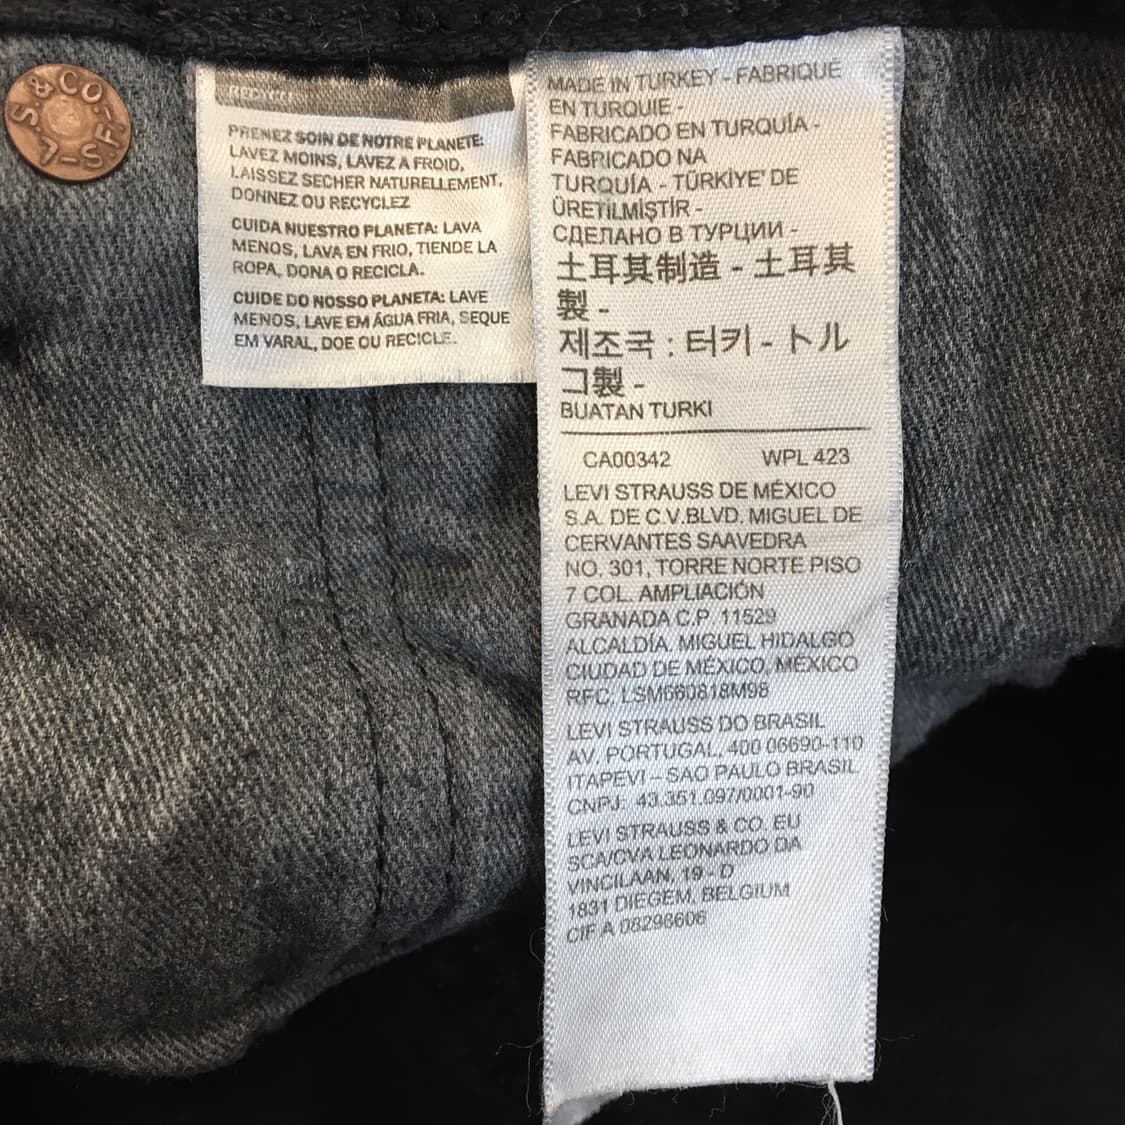 L.S.&CO.-S.F.-
PRENEZ SOIN DE NOTRE PLANETE:
LAVEZ MOINS, LAVEZ A FROID,
LAISSEZ SECHER NATURELLEMENT,
DONNEZ OU RECYCLEZ
CUIDA NUESTRO PLANETA: LAVA
MENOS, LAVA EN FRIO, TIENDE LA
ROPA, DONA O RECICLA.
CUIDE DO NOSSO PLANETA: LAVE
MENOS, LAVE EM ÁGUA FRIA, SEQUE
EM VARAL, DOE OU RECICLE.
MADE IN TURKEY - FABRIQUÉ
EN TURQUIE -
FABRICADO EN TURQUÍA -
FABRICADO NA
TURQUÍA - TÜRKİYE' DE
ÜRETİLMİŞTİR -
СДЕЛАНО В ТУРЦИИ -
土耳其制造 - 土耳其
製 -
제조국 : 터키 - トル
コ製 -
BUATAN TURKI
CA00342 WPL 423
LEVI STRAUSS DE MÉXICO
S.A. DE C.V.BLVD. MIGUEL DE
CERVANTES SAAVEDRA
NO. 301, TORRE NORTE PISO
7 COL. AMPLIACIÓN
GRANADA C.P. 11529
ALCALDÍA. MIGUEL HIDALGO
CIUDAD DE MÉXICO, MÉXICO
RFC: LSM660818M98
LEVI STRAUSS DO BRASIL
AV. PORTUGAL, 400 06690-110
ITAPEVI – SAO PAULO BRASIL
CNPJ: 43.351.097/0001-90
LEVI STRAUSS & CO. EU
SCA/CVA LEONARDO DA
VINCILAAN, 19 - D
1831 DIEGEM, BELGIUM
CIF A 08298606